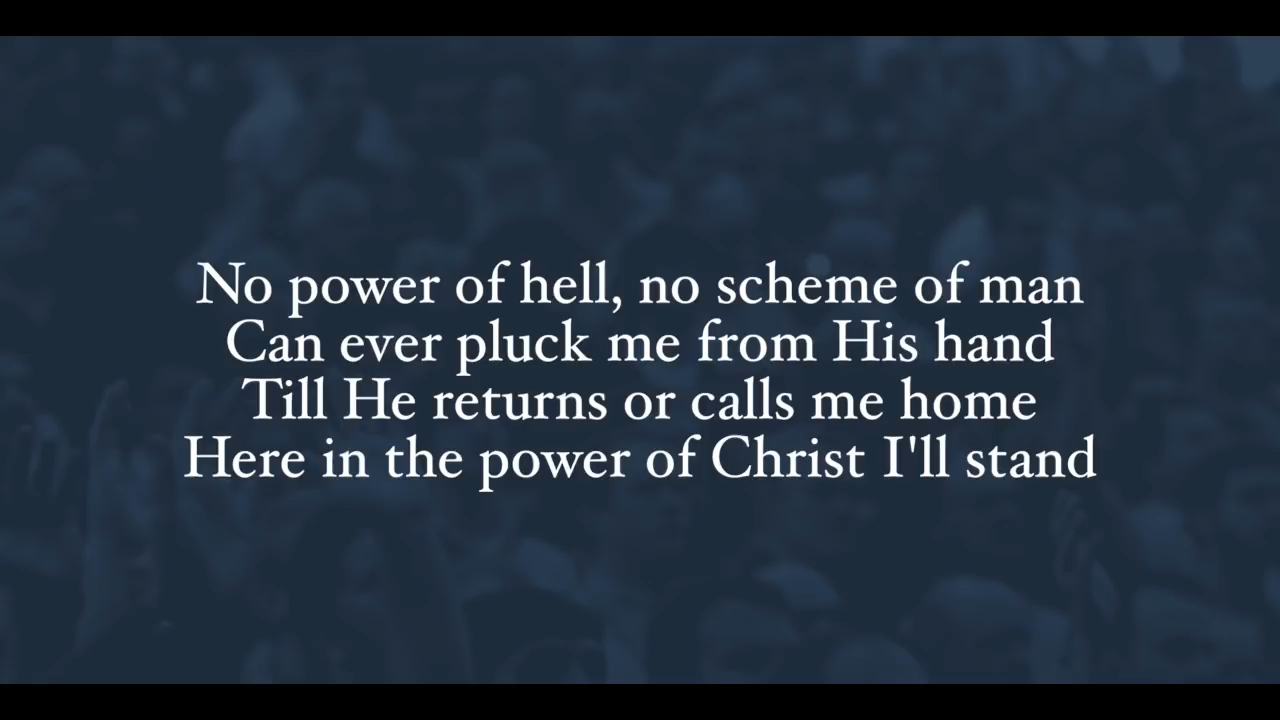 No power of hell, no scheme of man
Can ever pluck me from His hand
Till He returns or calls me home
Here in the power of Christ I'll stand